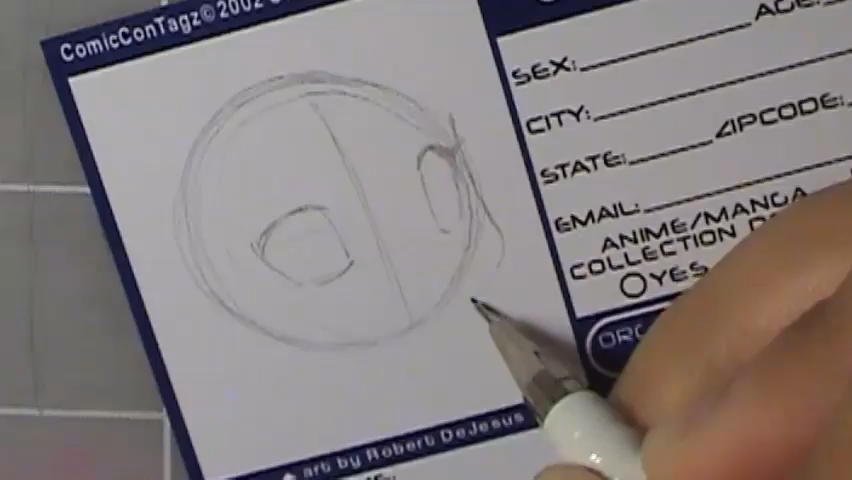 ComicConTagz© 2002
AGE:
SEX:
CITY:
ZIPCODE:
STATE:
EMAIL:
ANIME/MANGA
COLLECTION
YES
art by Robert DeJesus